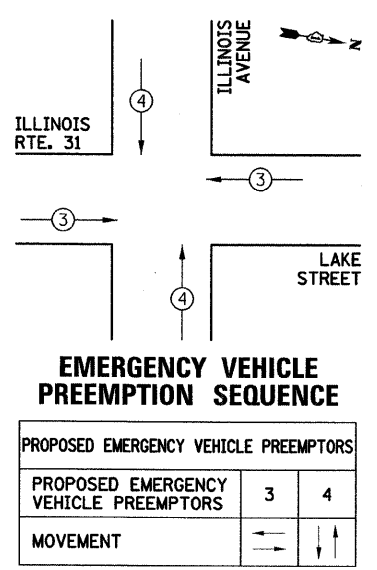 ILLINOIS
AVENUE
N
4
ILLINOIS
RTE. 31
3
3
LAKE
STREET
4
EMERGENCY VEHICLE
PREEMPTION SEQUENCE
PROPOSED EMERGENCY VEHICLE PREEMPTORS
PROPOSED EMERGENCY
VEHICLE PREEMPTORS
3
4
MOVEMENT